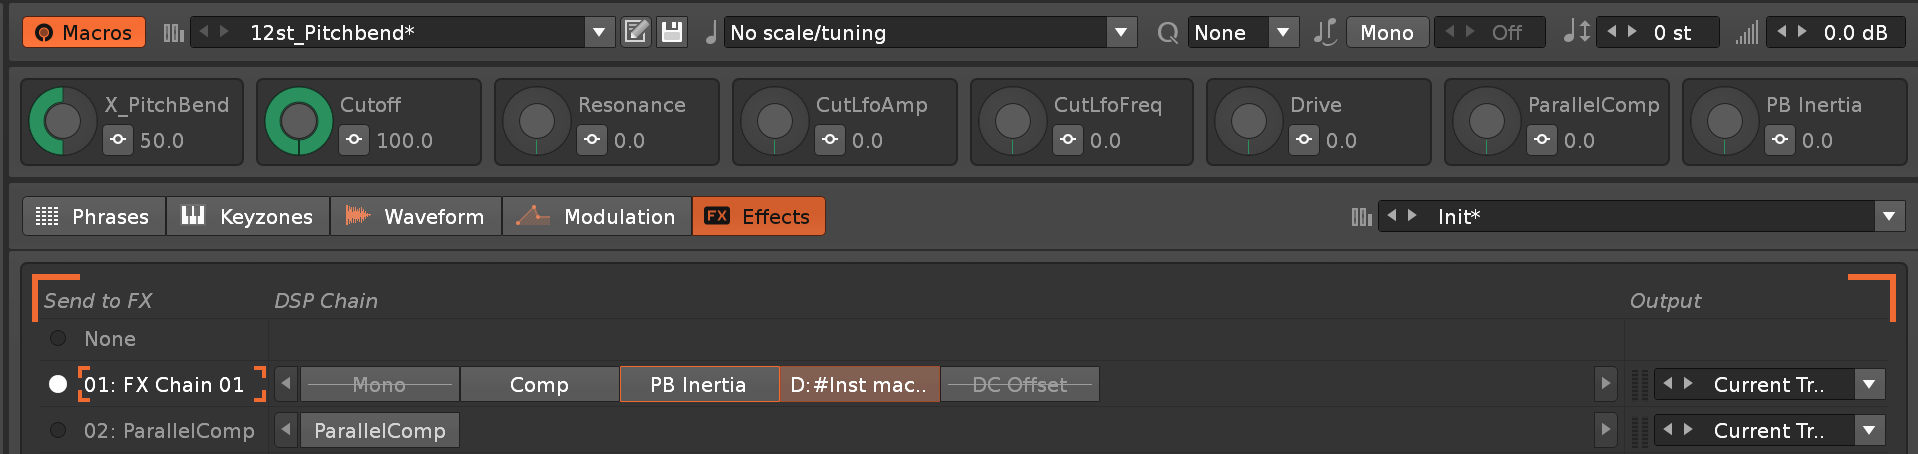 Macros 12st_Pitchbend* No scale/tuning None Mono Off 0 st 0.0 dB
X_PitchBend Cutoff Resonance CutLfoAmp CutLfoFreq Drive ParallelComp PB Inertia
50.0 100.0 0.0 0.0 0.0 0.0 0.0 0.0
Phrases Keyzones Waveform Modulation FX Effects Init*
Send to FX DSP Chain Output
None
01: FX Chain 01 Mono Comp PB Inertia D:#Inst mac.. DC Offset Current Tr..
02: ParallelComp ParallelComp Current Tr..